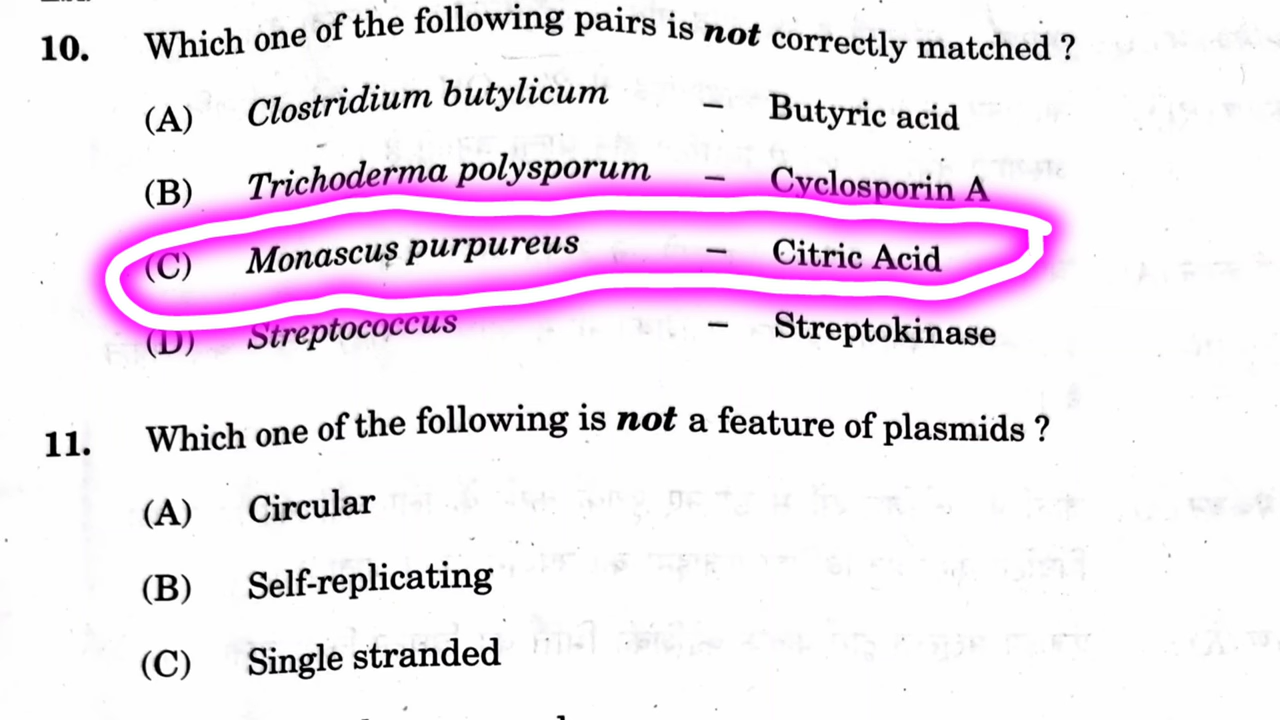 10. Which one of the following pairs is not correctly matched ?
(A) Clostridium butylicum – Butyric acid
(B) Trichoderma polysporum – Cyclosporin A
(C) Monascus purpureus – Citric Acid
(D) Streptococcus – Streptokinase
11. Which one of the following is not a feature of plasmids ?
(A) Circular
(B) Self-replicating
(C) Single stranded